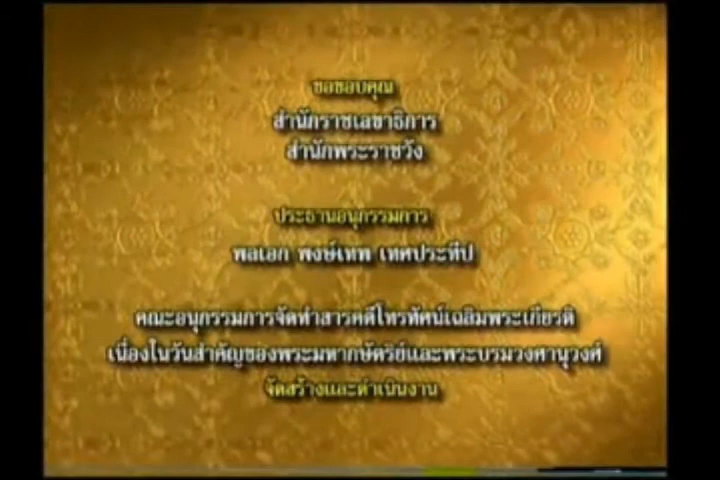 ขอขอบคุณ
สำนักราชเลขาธิการ
สำนักพระราชวัง
ประธานอนุกรรมการ
พลเอก พงษ์เทพ เทศประทีป
คณะอนุกรรมการจัดทำสารคดีโทรทัศน์เฉลิมพระเกียรติ
เนื่องในวันสำคัญของพระมหากษัตริย์และพระบรมวงศานุวงศ์
จัดสร้างและดำเนินงาน